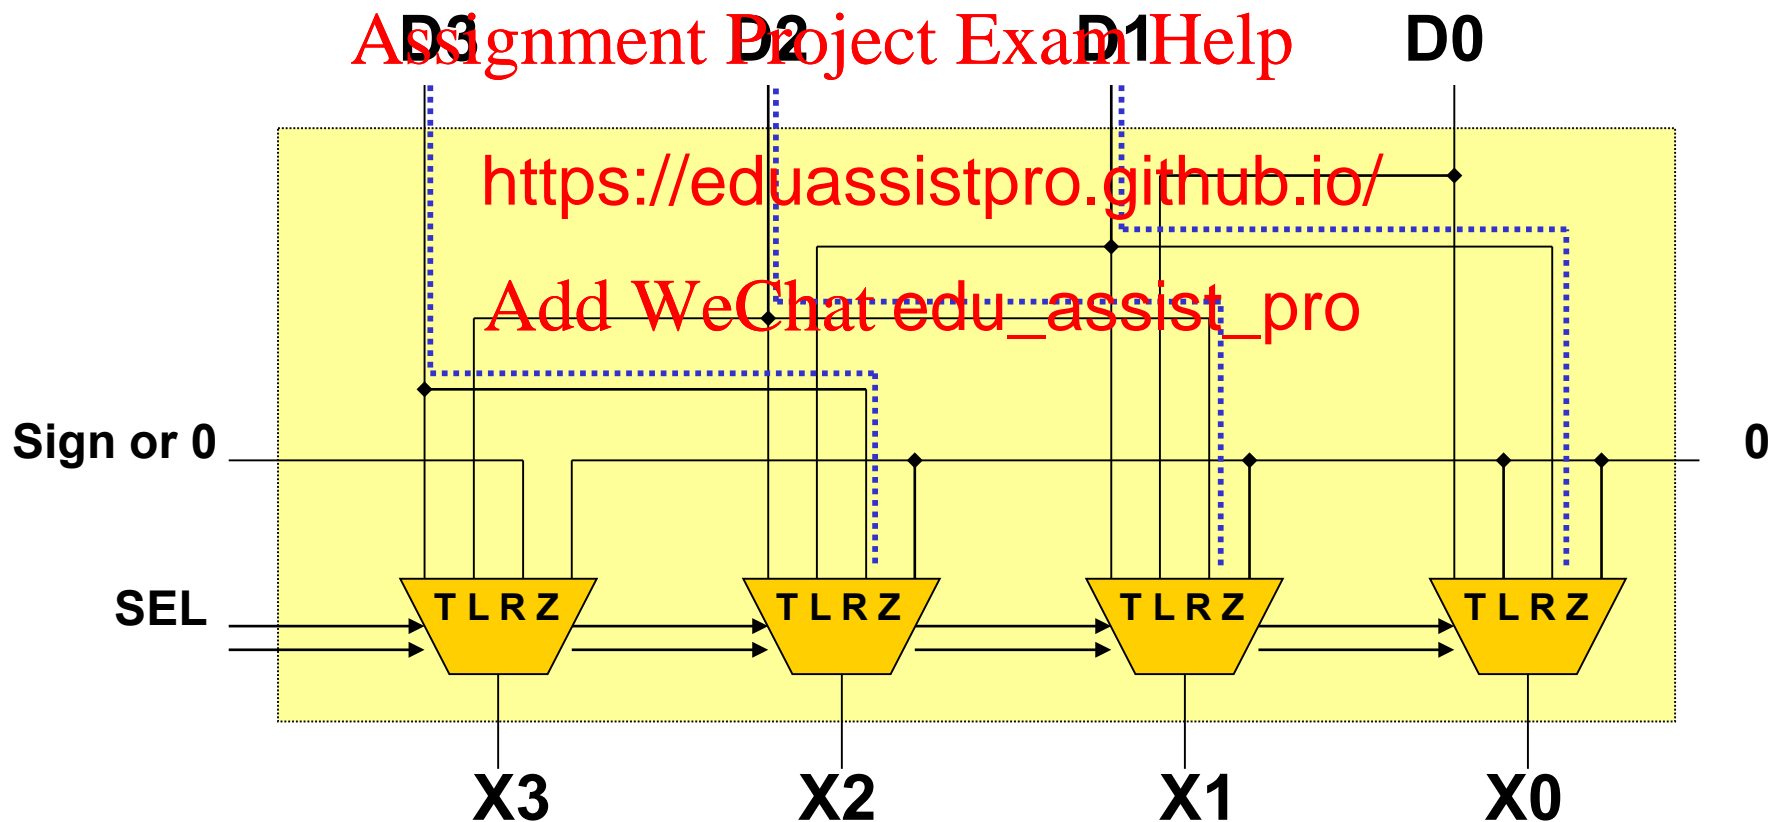 D3 D2 D1 D0
Assignment Project Exam Help
https://eduassistpro.github.io/
Add WeChat edu_assist_pro
Sign or 0
0
SEL
T L R Z T L R Z T L R Z T L R Z
X3 X2 X1 X0